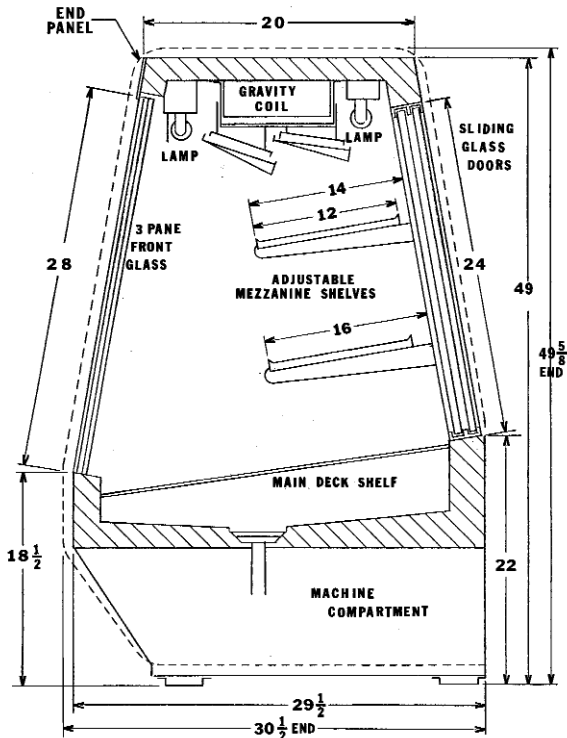 END
PANEL
20
GRAVITY
COIL
LAMP
LAMP
SLIDING
GLASS
DOORS
14
12
3 PANE
FRONT
GLASS
28
24
ADJUSTABLE
MEZZANINE SHELVES
49
16
49 5/8
END
MAIN DECK SHELF
18 1/2
22
MACHINE
COMPARTMENT
29 1/2
30 1/2 END